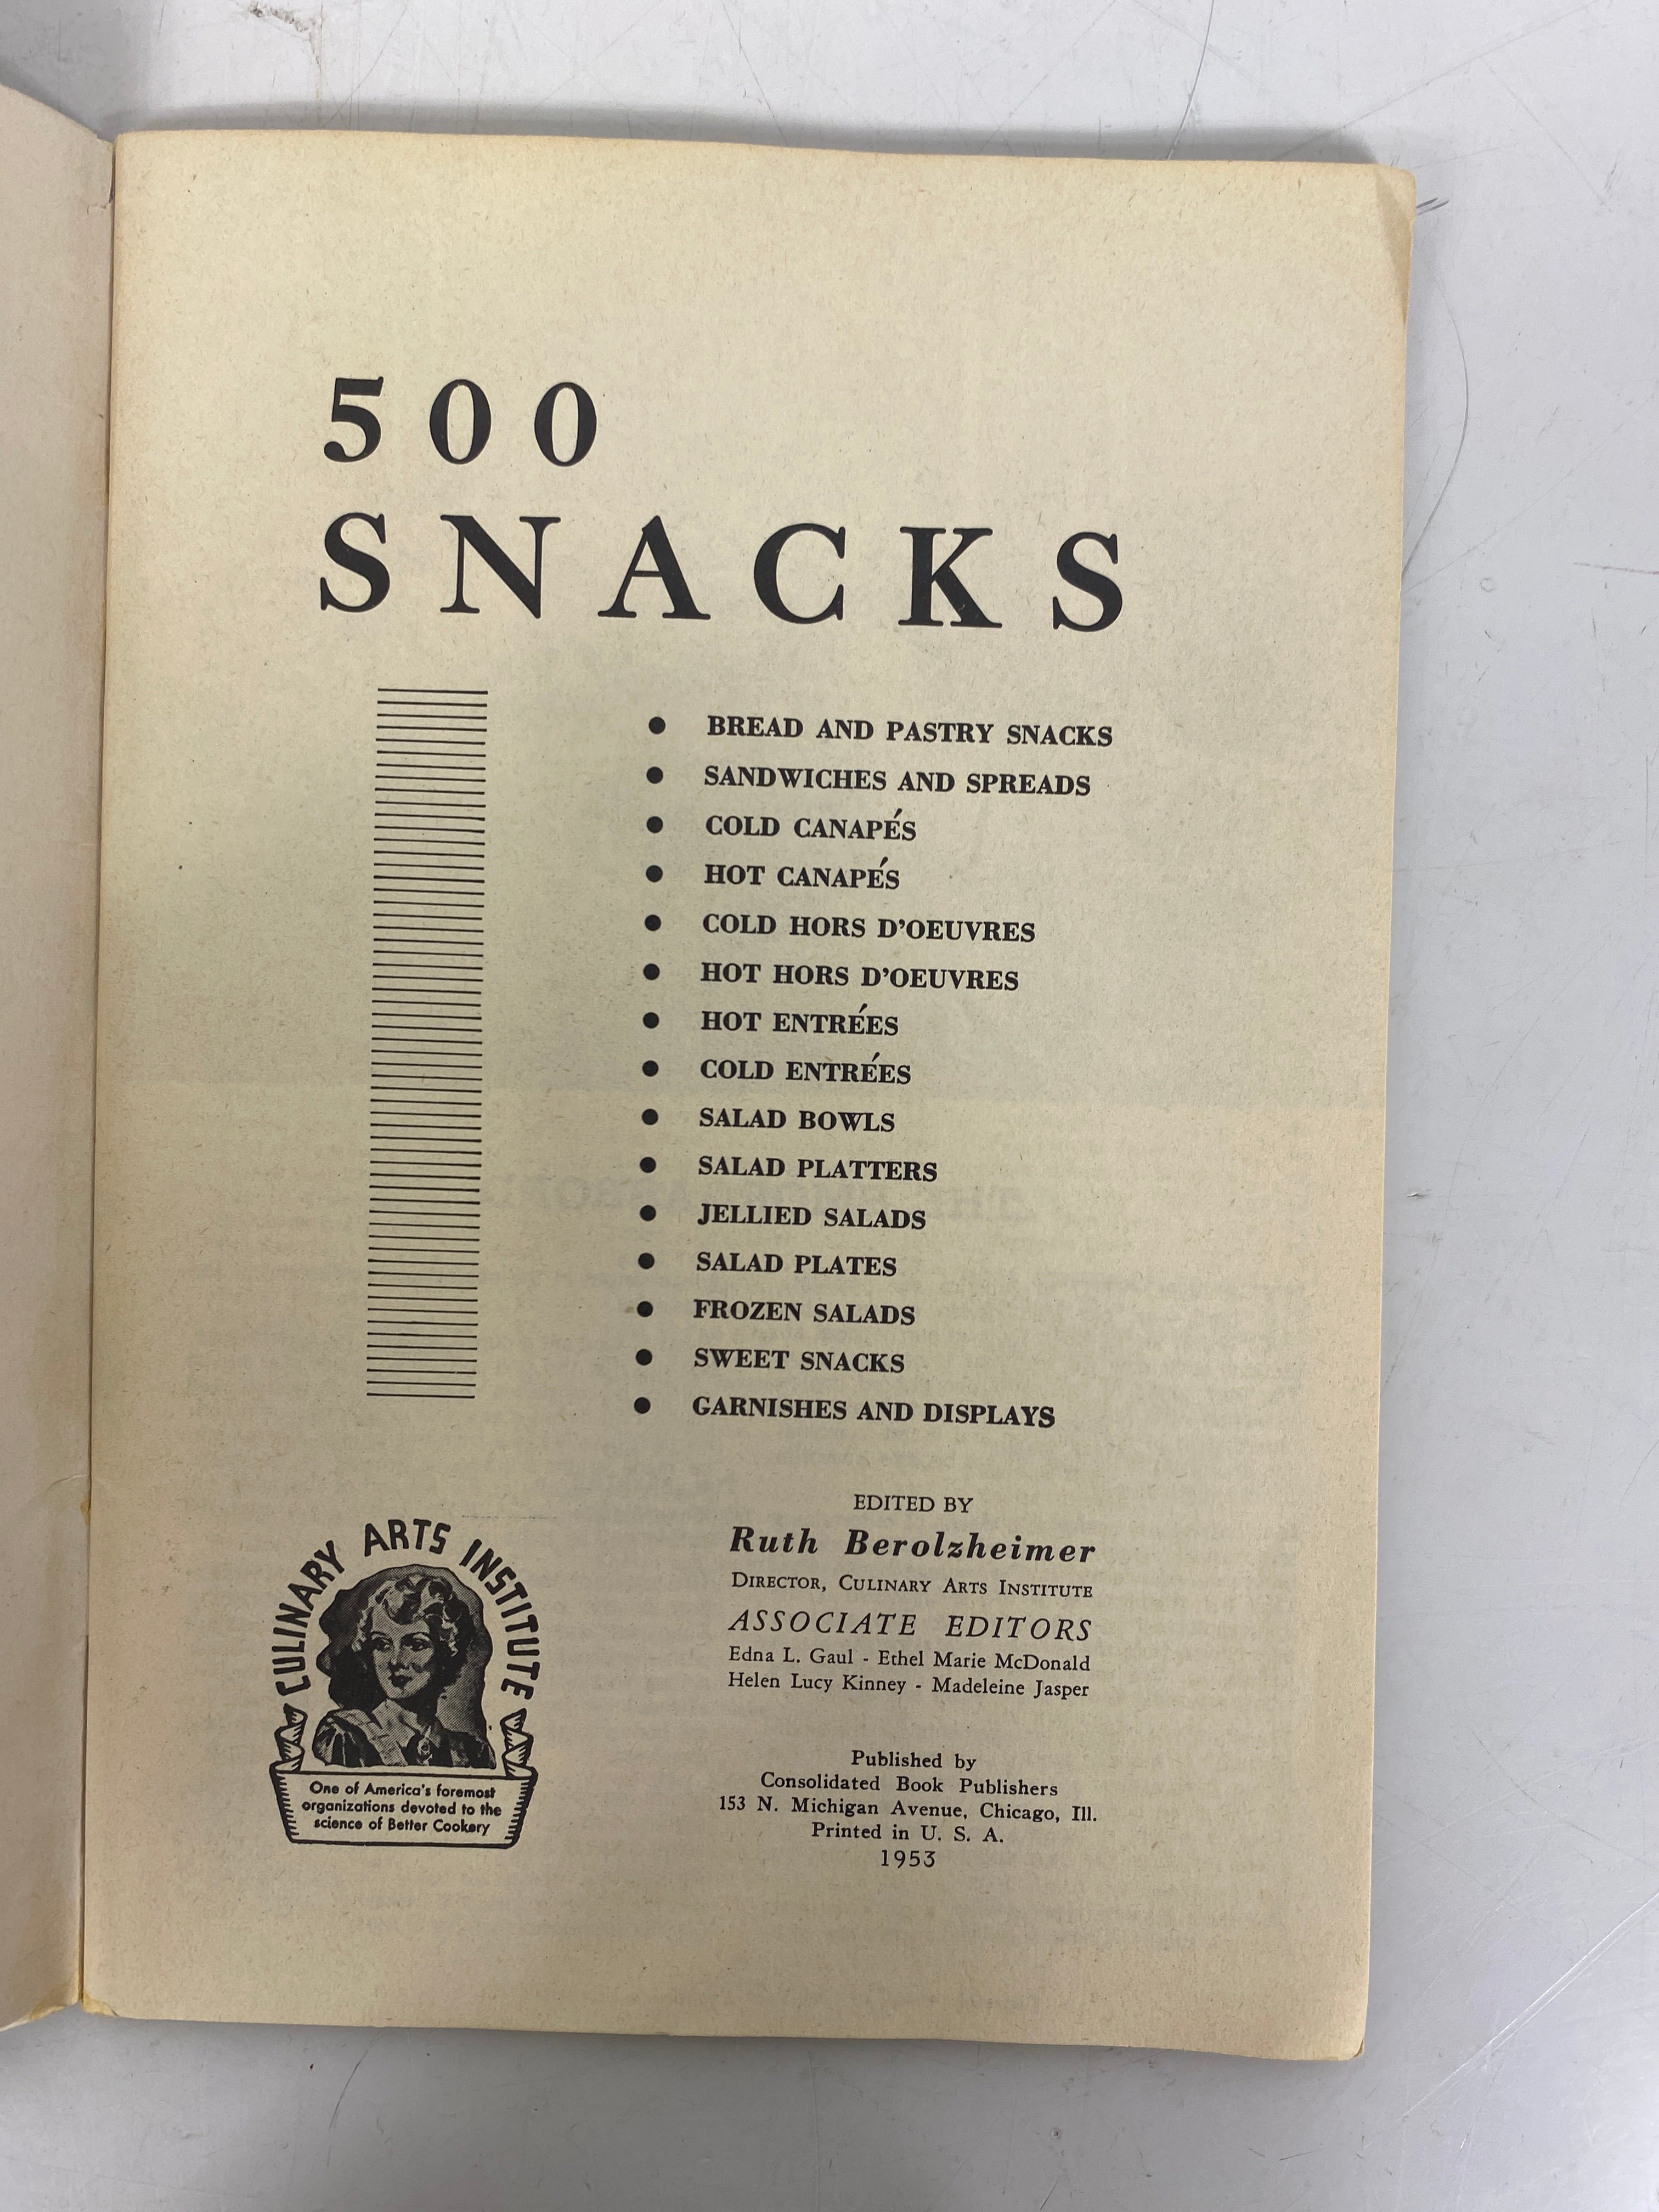 500
SNACKS
• BREAD AND PASTRY SNACKS
• SANDWICHES AND SPREADS
• COLD CANAPÉS
• HOT CANAPÉS
• COLD HORS D'OEUVRES
• HOT HORS D'OEUVRES
• HOT ENTRÉES
• COLD ENTRÉES
• SALAD BOWLS
• SALAD PLATTERS
• JELLIED SALADS
• SALAD PLATES
• FROZEN SALADS
• SWEET SNACKS
• GARNISHES AND DISPLAYS
CULINARY ARTS INSTITUTE
One of America's foremost
organizations devoted to the
science of Better Cookery
EDITED BY
Ruth Berolzheimer
DIRECTOR, CULINARY ARTS INSTITUTE
ASSOCIATE EDITORS
Edna L. Gaul - Ethel Marie McDonald
Helen Lucy Kinney - Madeleine Jasper
Published by
Consolidated Book Publishers
153 N. Michigan Avenue, Chicago, Ill.
Printed in U. S. A.
1953